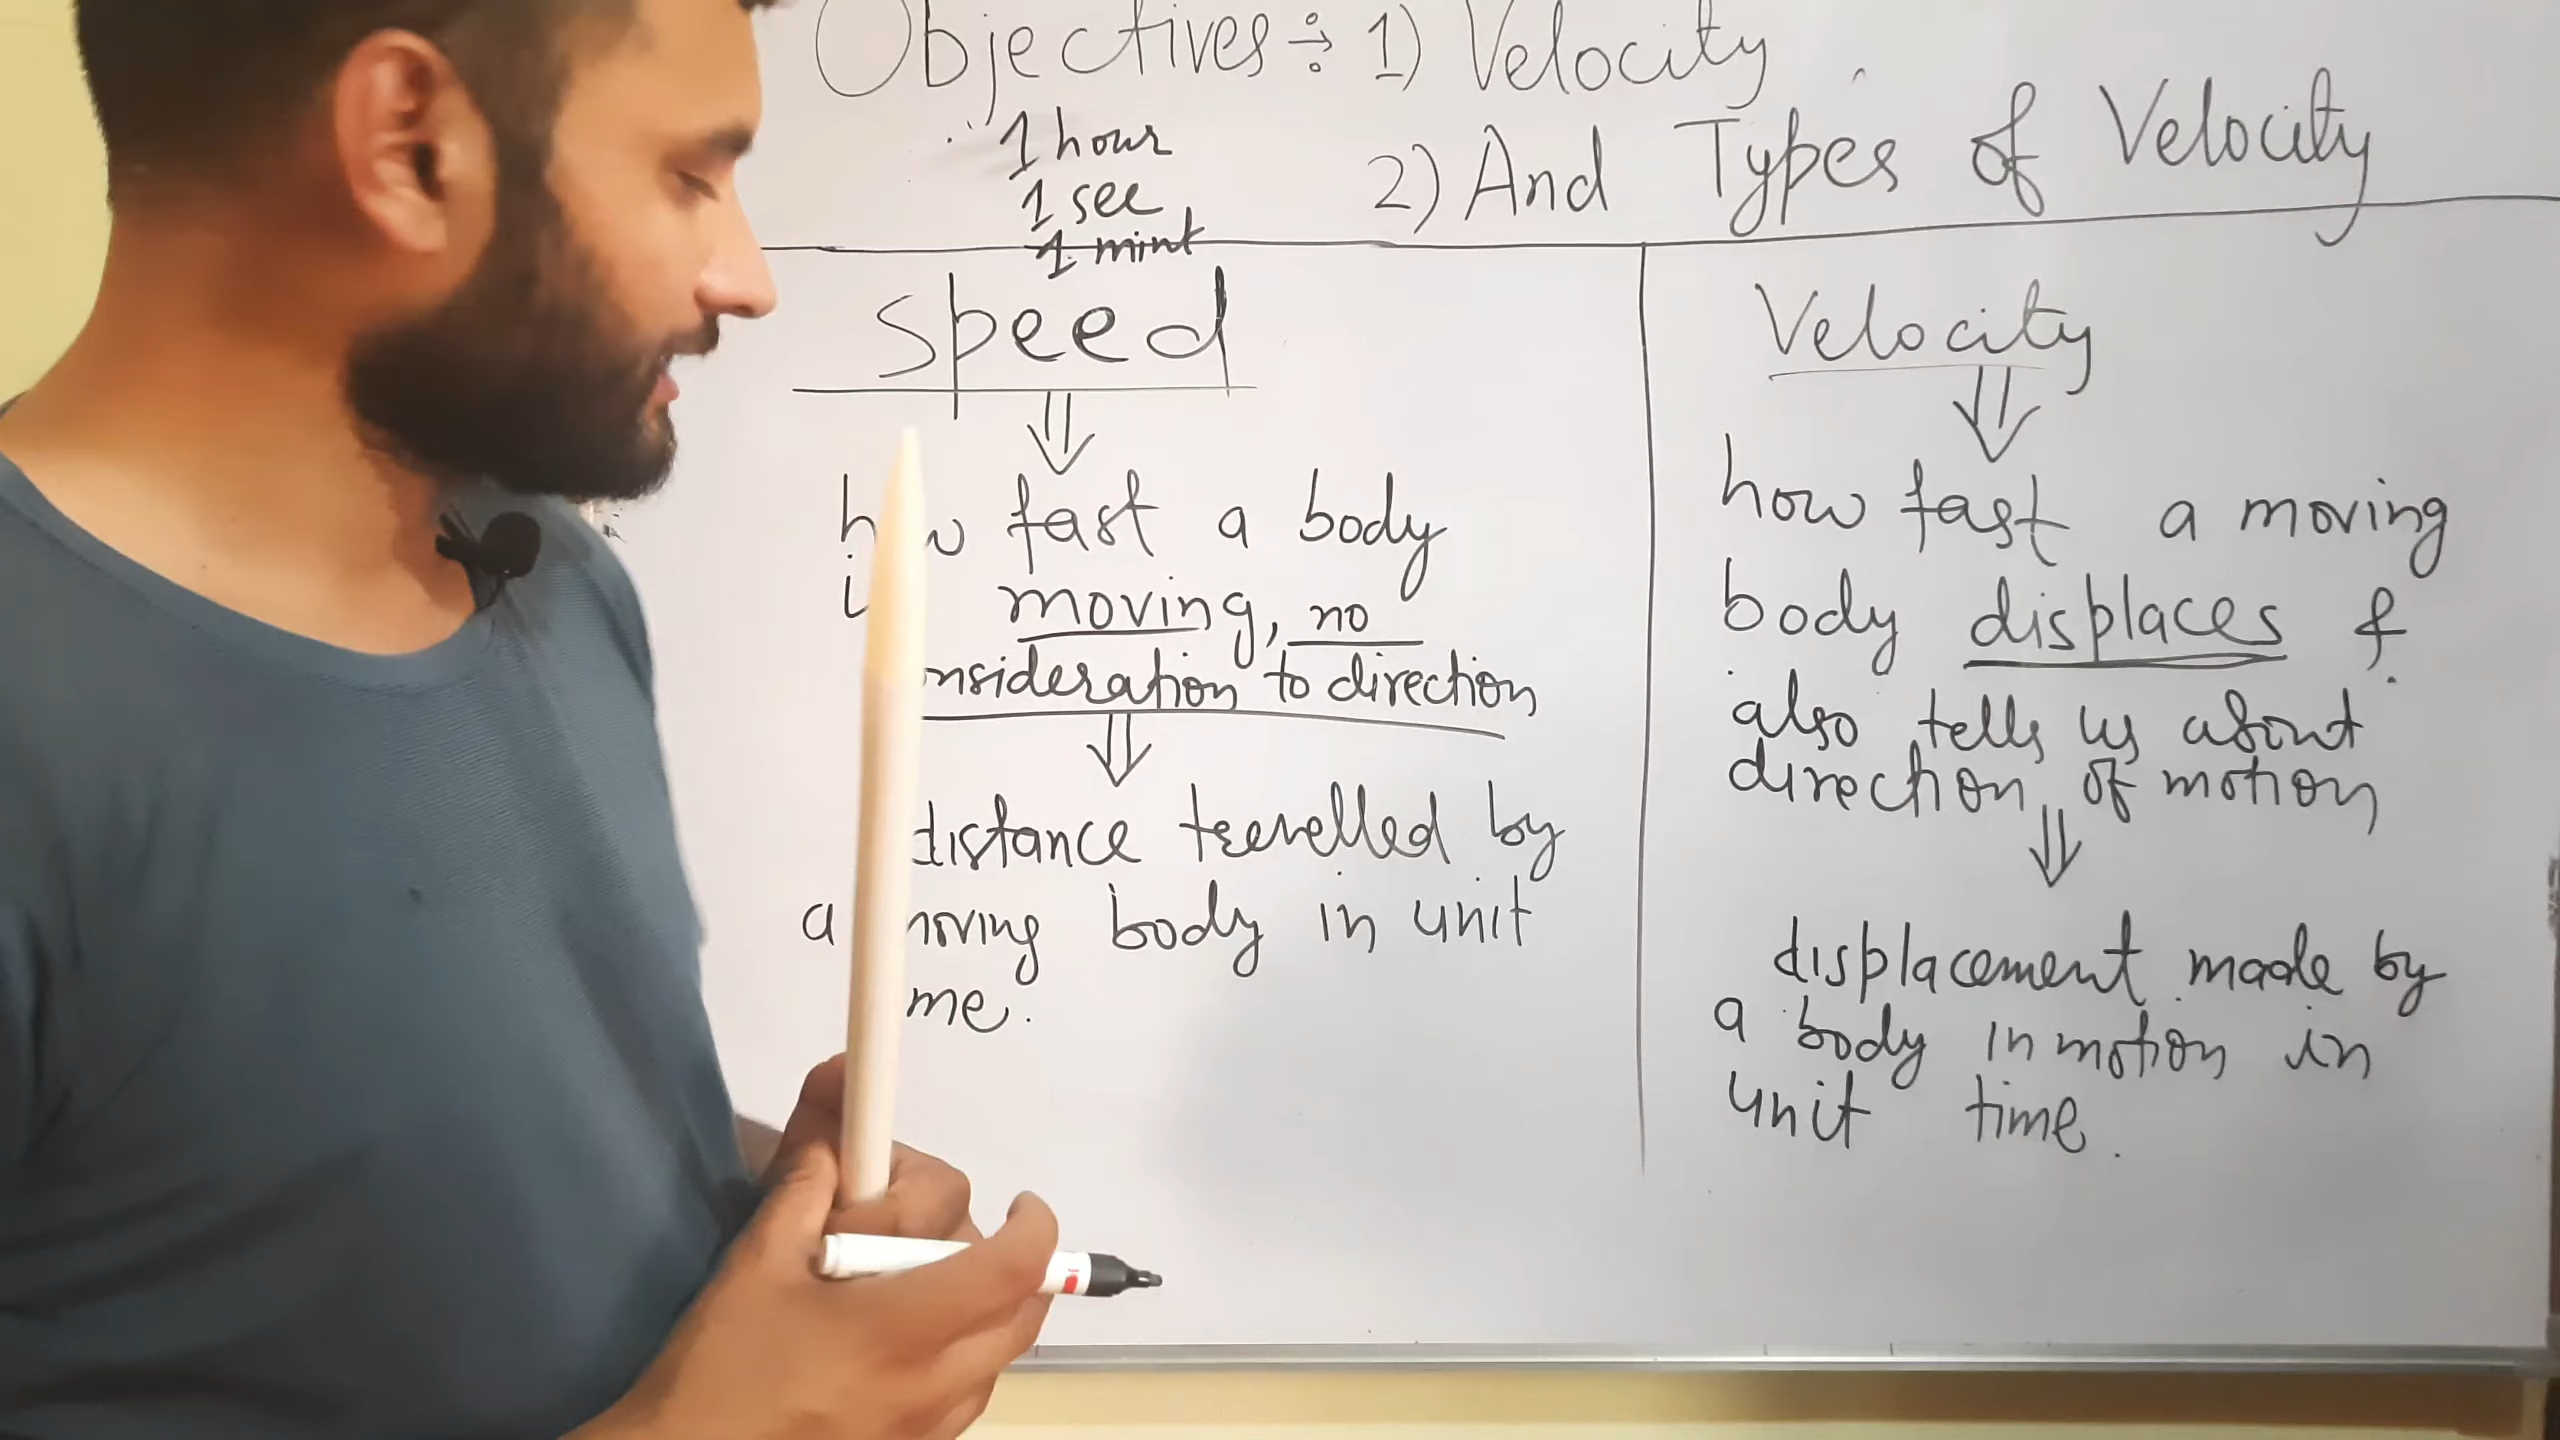 Objectives ÷ 1) Velocity
1 hour
1 sec
1 mint
2) And Types of Velocity
Speed
h w fast a body
i moving, no
nsideration to direction
distance travelled by
a moving body in unit
me.
Velocity
how fast a moving
body displaces &
also tells us about
direction of motion
displacement made by
a body in motion in
unit time.